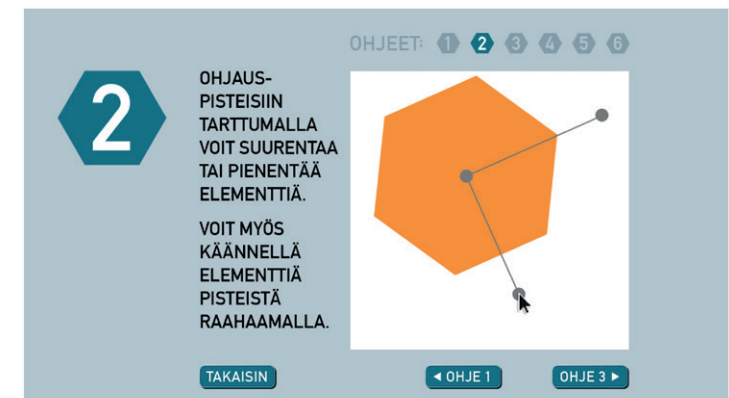 OHJEET: 1 2 3 4 5 6
2
OHJAUS-
PISTEISIIN
TARTTUMALLA
VOIT SUURENTAA
TAI PIENENTÄÄ
ELEMENTTIÄ.
VOIT MYÖS
KÄÄNNELLÄ
ELEMENTTIÄ
PISTEISTÄ
RAAHAAMALLA.
TAKAISIN
◄ OHJE 1
OHJE 3 ►